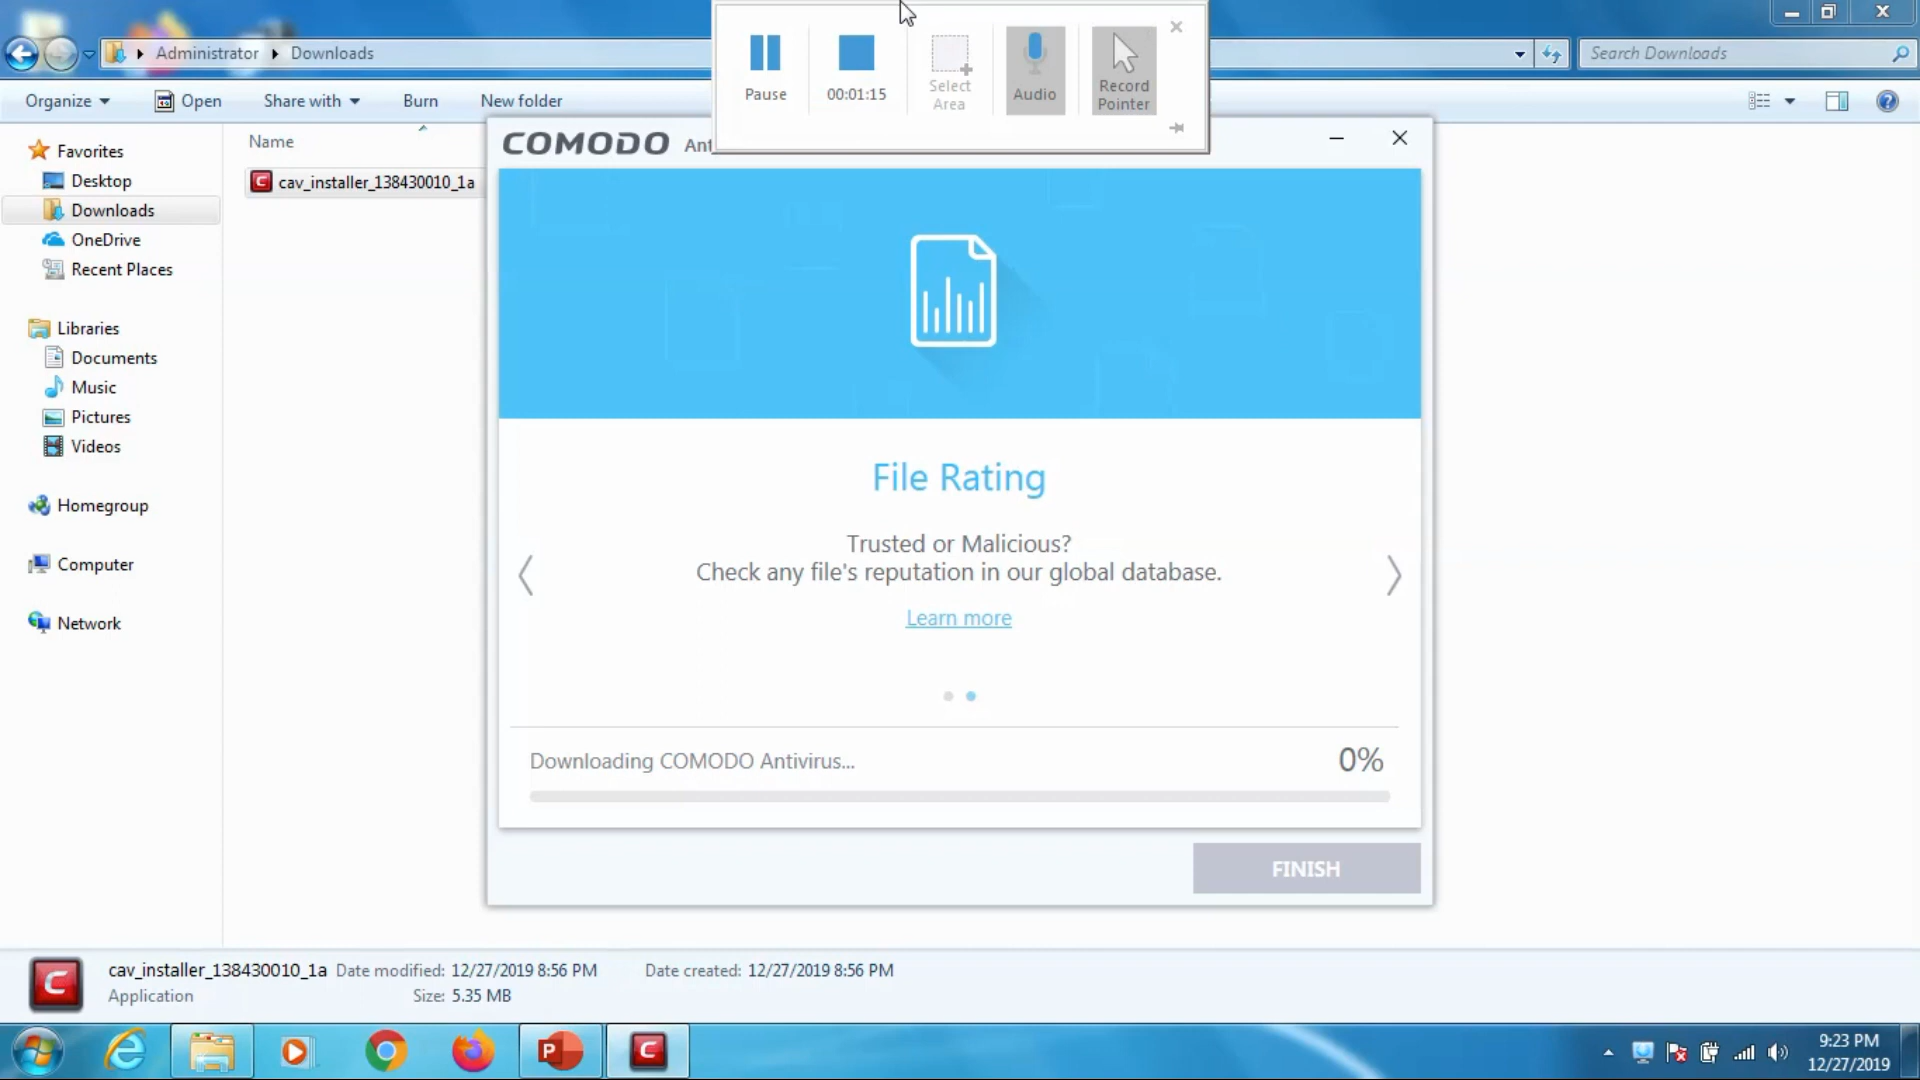 Administrator Downloads
Search Downloads
Pause
00:01:15
Select
Area
Audio
Record
Pointer
Organize Open Share with Burn New folder
Favorites
Desktop
Downloads
OneDrive
Recent Places
Libraries
Documents
Music
Pictures
Videos
Homegroup
Computer
Network
Name
cav_installer_138430010_1a
COMODO Ant
File Rating
Trusted or Malicious?
Check any file's reputation in our global database.
Learn more
Downloading COMODO Antivirus... 0%
FINISH
cav_installer_138430010_1a Date modified: 12/27/2019 8:56 PM Date created: 12/27/2019 8:56 PM
Application Size: 5.35 MB
9:23 PM
12/27/2019